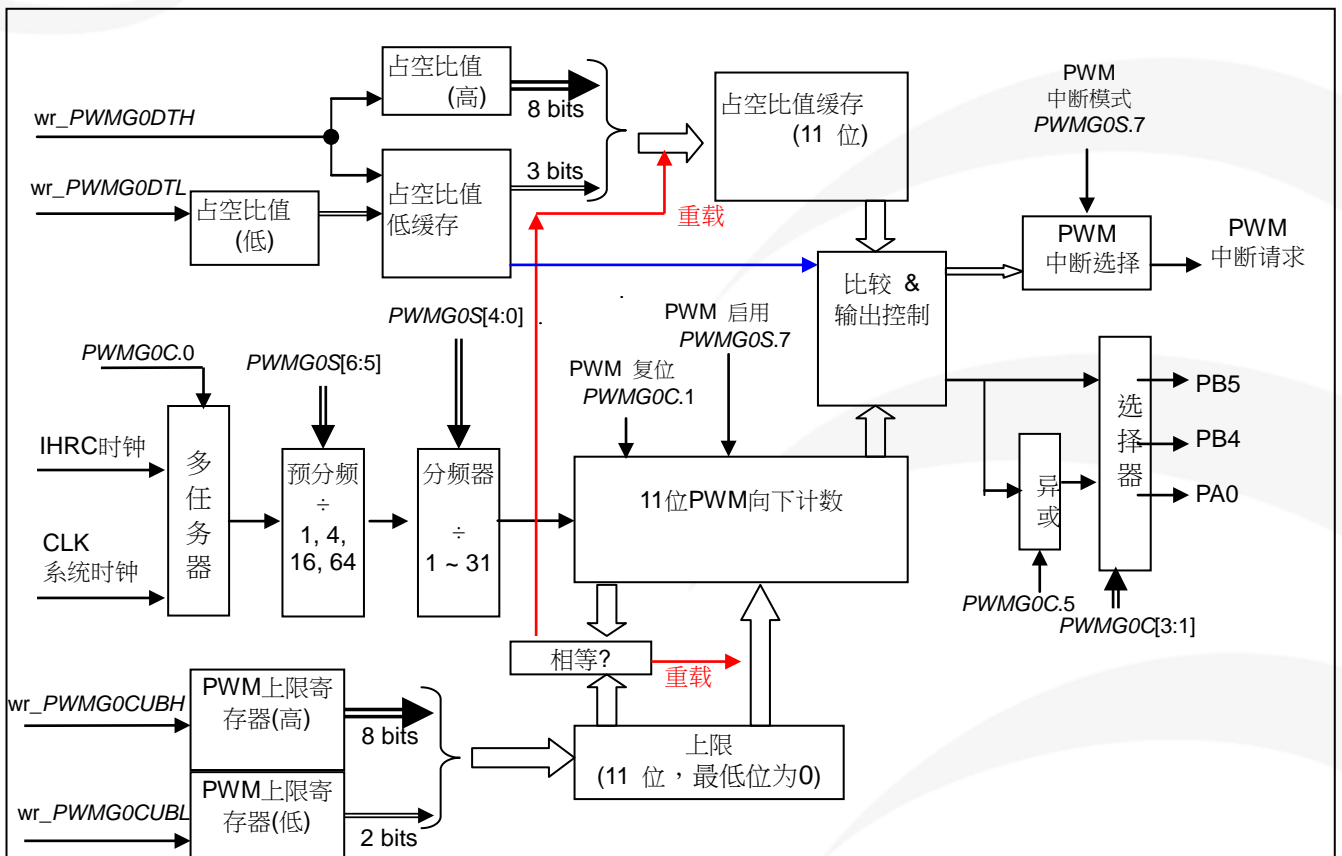 占空比值
(高)
8 bits
wr_PWMG0DTH
占空比值缓存
(11 位)
PWM
中断模式
PWMG0S.7
wr_PWMG0DTL
占空比值
(低)
占空比值
低缓存
3 bits
重载
PWM
中断选择
PWM
中断请求
比较 &
输出控制
PWMG0C.0
PWMG0S[6:5]
PWMG0S[4:0]
.
.
PWM 复位
PWMG0C.1
PWM 启用
PWMG0S.7
IHRC时钟
CLK
系统时钟
多
任
务
器
预分频
÷
1, 4,
16, 64
分频器
÷
1 ~ 31
11位PWM向下计数
异
或
PWMG0C.5
选
择
器
PWMG0C[3:1]
PB5
PB4
PA0
相等?
重载
wr_PWMG0CUBH
PWM上限寄
存器(高)
8 bits
wr_PWMG0CUBL
PWM上限寄
存器(低)
2 bits
上限
(11 位，最低位为0)